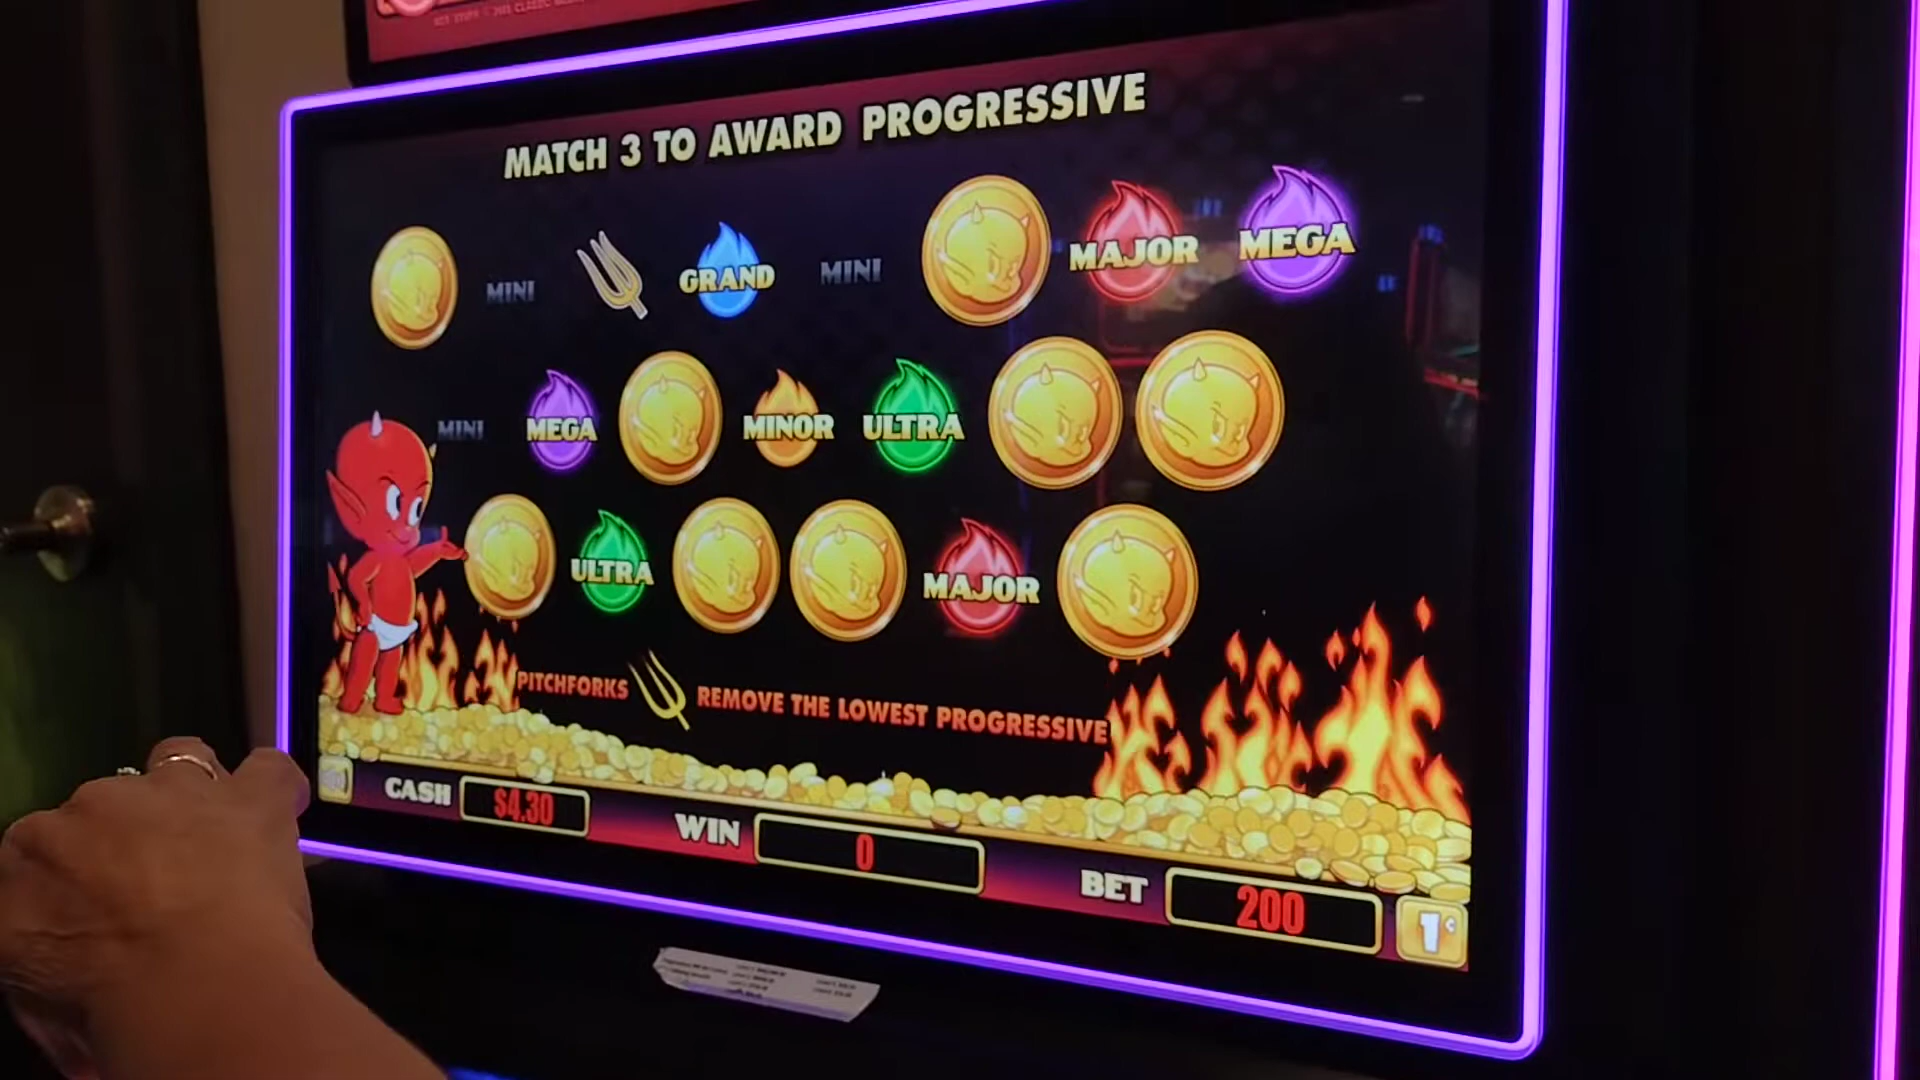 MATCH 3 TO AWARD PROGRESSIVE
MINI GRAND MINI MAJOR MEGA
MINI MEGA MINOR ULTRA
ULTRA MAJOR
PITCHFORKS REMOVE THE LOWEST PROGRESSIVE
CASH $4.30 WIN 0 BET 200 1¢